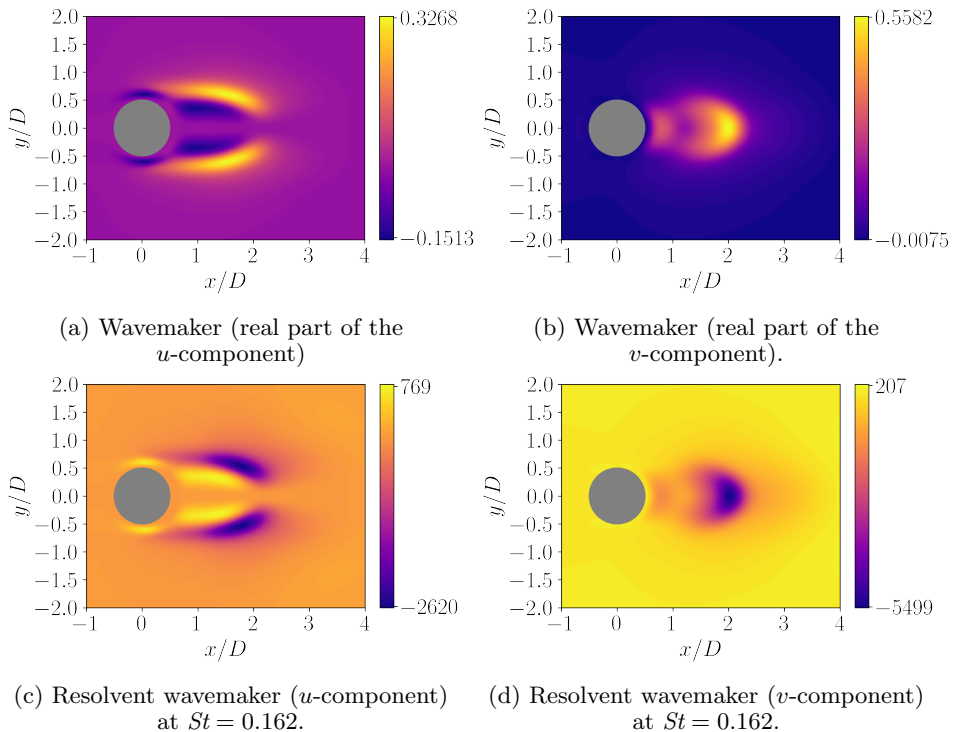 2.0
1.5
1.0
0.5
0.0
−0.5
−1.0
−1.5
−2.0
y/D
−1 0 1 2 3 4
x/D
0.3268
−0.1513
2.0
1.5
1.0
0.5
0.0
−0.5
−1.0
−1.5
−2.0
y/D
−1 0 1 2 3 4
x/D
0.5582
−0.0075
(a) Wavemaker (real part of the
u-component)
(b) Wavemaker (real part of the
v-component).
2.0
1.5
1.0
0.5
0.0
−0.5
−1.0
−1.5
−2.0
y/D
−1 0 1 2 3 4
x/D
769
−2620
2.0
1.5
1.0
0.5
0.0
−0.5
−1.0
−1.5
−2.0
y/D
−1 0 1 2 3 4
x/D
207
−5499
(c) Resolvent wavemaker (u-component)
at St = 0.162.
(d) Resolvent wavemaker (v-component)
at St = 0.162.